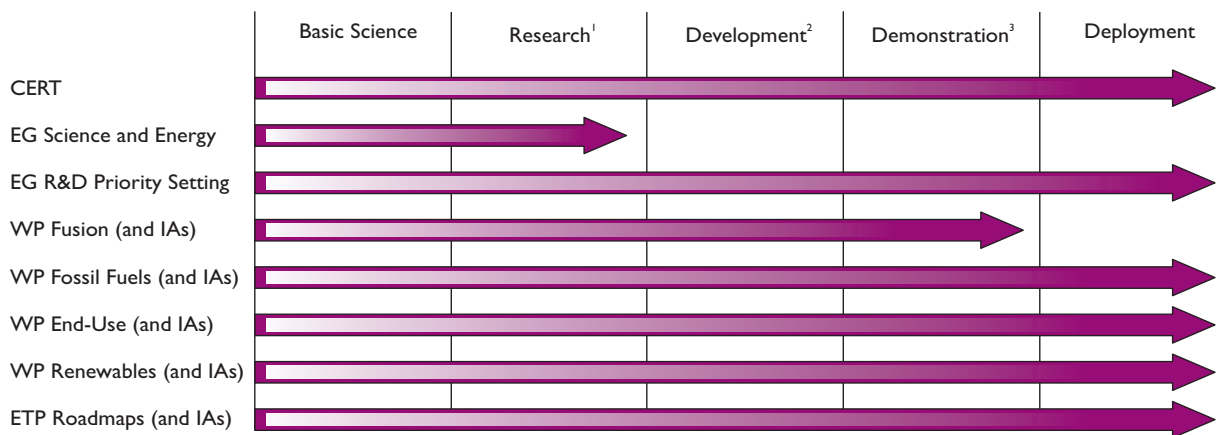 Basic Science Research¹ Development² Demonstration³ Deployment
CERT
EG Science and Energy
EG R&D Priority Setting
WP Fusion (and IAs)
WP Fossil Fuels (and IAs)
WP End-Use (and IAs)
WP Renewables (and IAs)
ETP Roadmaps (and IAs)